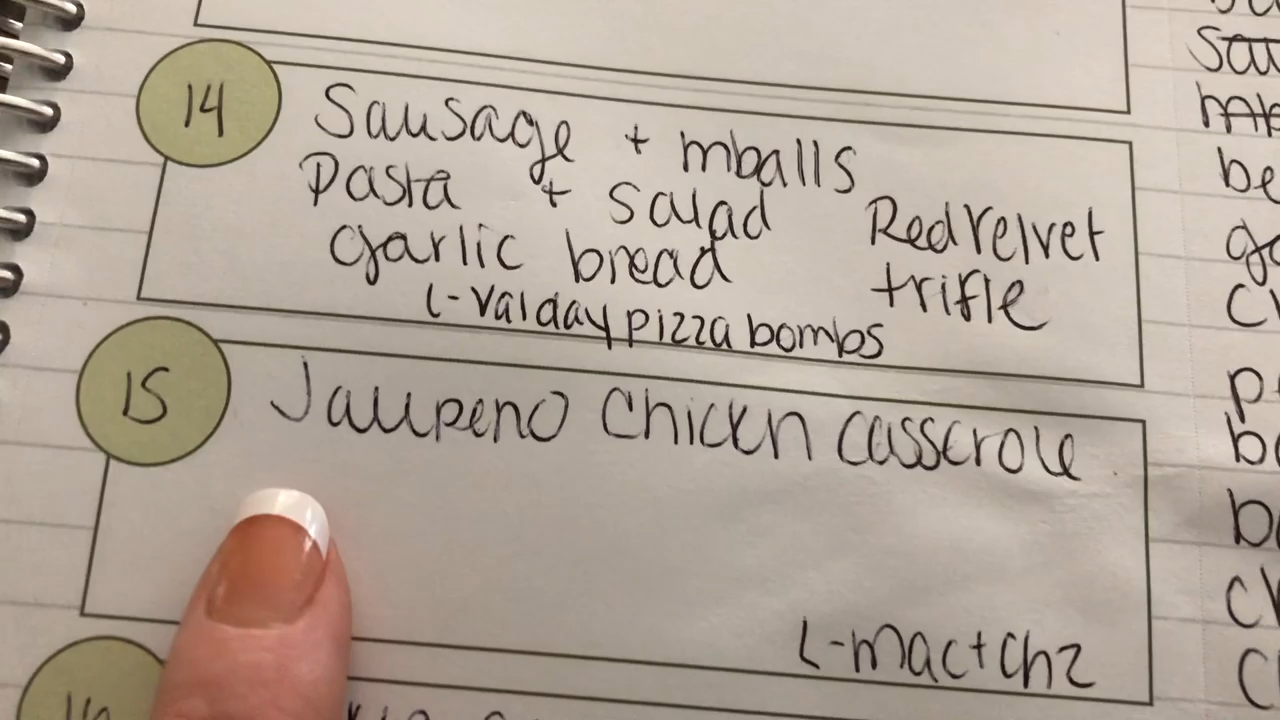 14
Sausage + mballs
Pasta + salad
garlic bread
Red velvet
trifle
L-Valday pizza bombs
15
Jalapeno Chicken Casserole
L-mac+chz
be